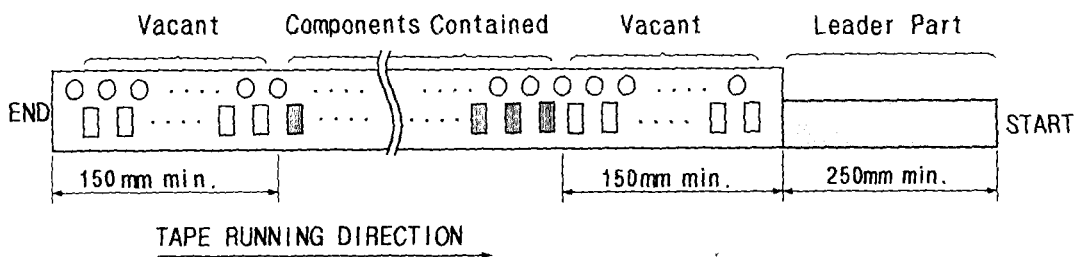 Vacant Components Contained Vacant Leader Part
END
START
150mm min. 150mm min. 250mm min.
TAPE RUNNING DIRECTION